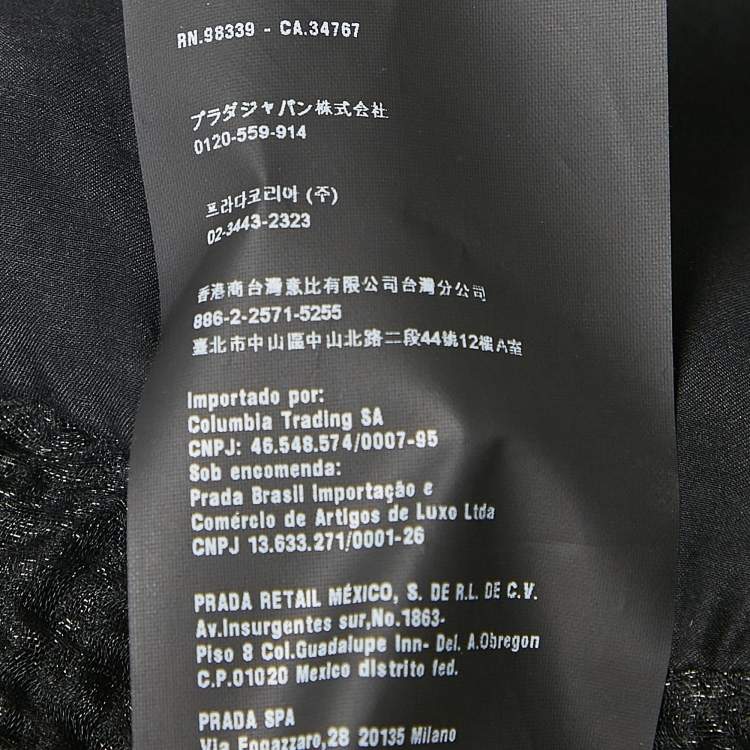 RN.98339 - CA.34767
プラダジャパン株式会社
0120-559-914
프라다코리아 (주)
02-3443-2323
香港商台灣意比有限公司台灣分公司
886-2-2571-5255
臺北市中山區中山北路二段44號12樓A室
Importado por:
Columbia Trading SA
CNPJ: 46.548.574/0007-95
Sob encomenda:
Prada Brasil Importação e
Comércio de Artigos de Luxo Ltda
CNPJ 13.633.271/0001-26
PRADA RETAIL MÉXICO, S. DE R.L. DE C.V.
Av.Insurgentes sur,No.1863-
Piso 8 Col.Guadalupe Inn- Del. A.Obregon
C.P.01020 Mexico distrito fed.
PRADA SPA
Via Fogazzaro,28 20135 Milano